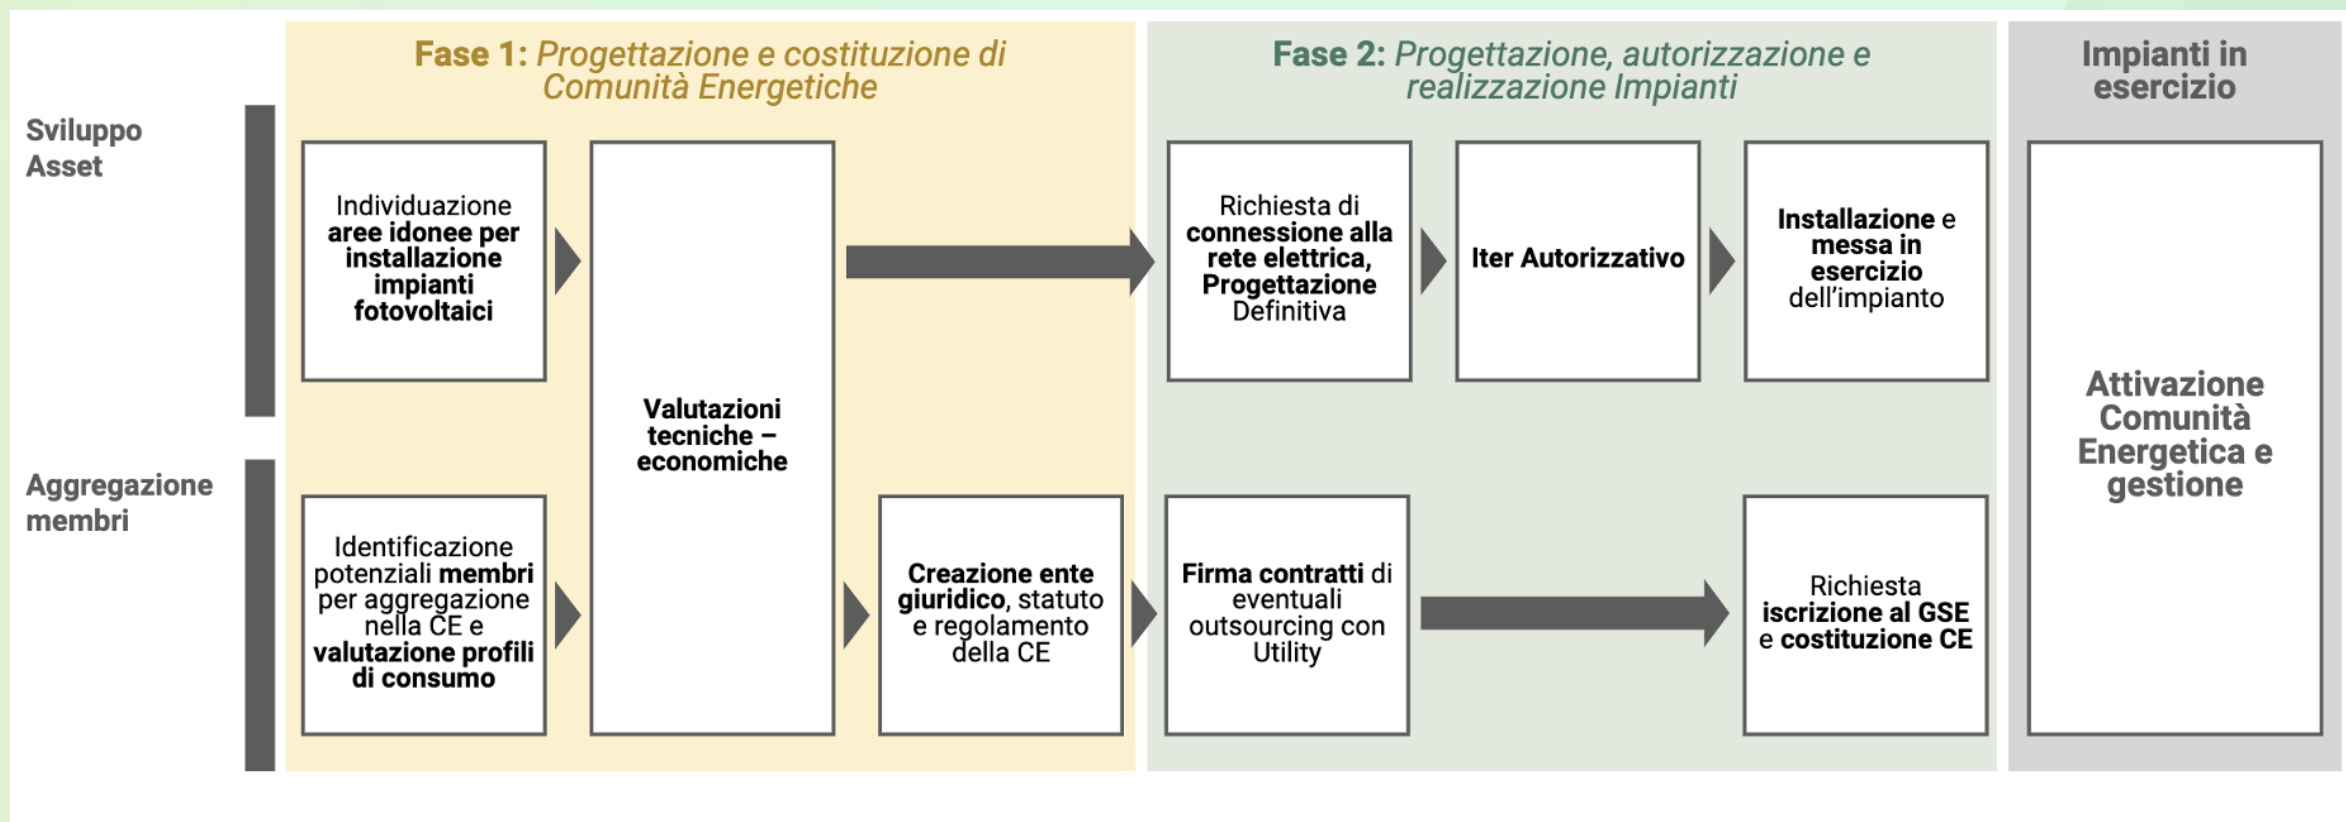 Fase 1: Progettazione e costituzione di
Comunità Energetiche
Fase 2: Progettazione, autorizzazione e
realizzazione Impianti
Impianti in
esercizio
Sviluppo
Asset
Individuazione
aree idonee per
installazione
impianti
fotovoltaici
Valutazioni
tecniche –
economiche
Richiesta di
connessione alla
rete elettrica,
Progettazione
Definitiva
Iter Autorizzativo
Installazione e
messa in
esercizio
dell’impianto
Attivazione
Comunità
Energetica e
gestione
Aggregazione
membri
Identificazione
potenziali membri
per aggregazione
nella CE e
valutazione profili
di consumo
Creazione ente
giuridico, statuto
e regolamento
della CE
Firma contratti di
eventuali
outsourcing con
Utility
Richiesta
iscrizione al GSE
e costituzione CE